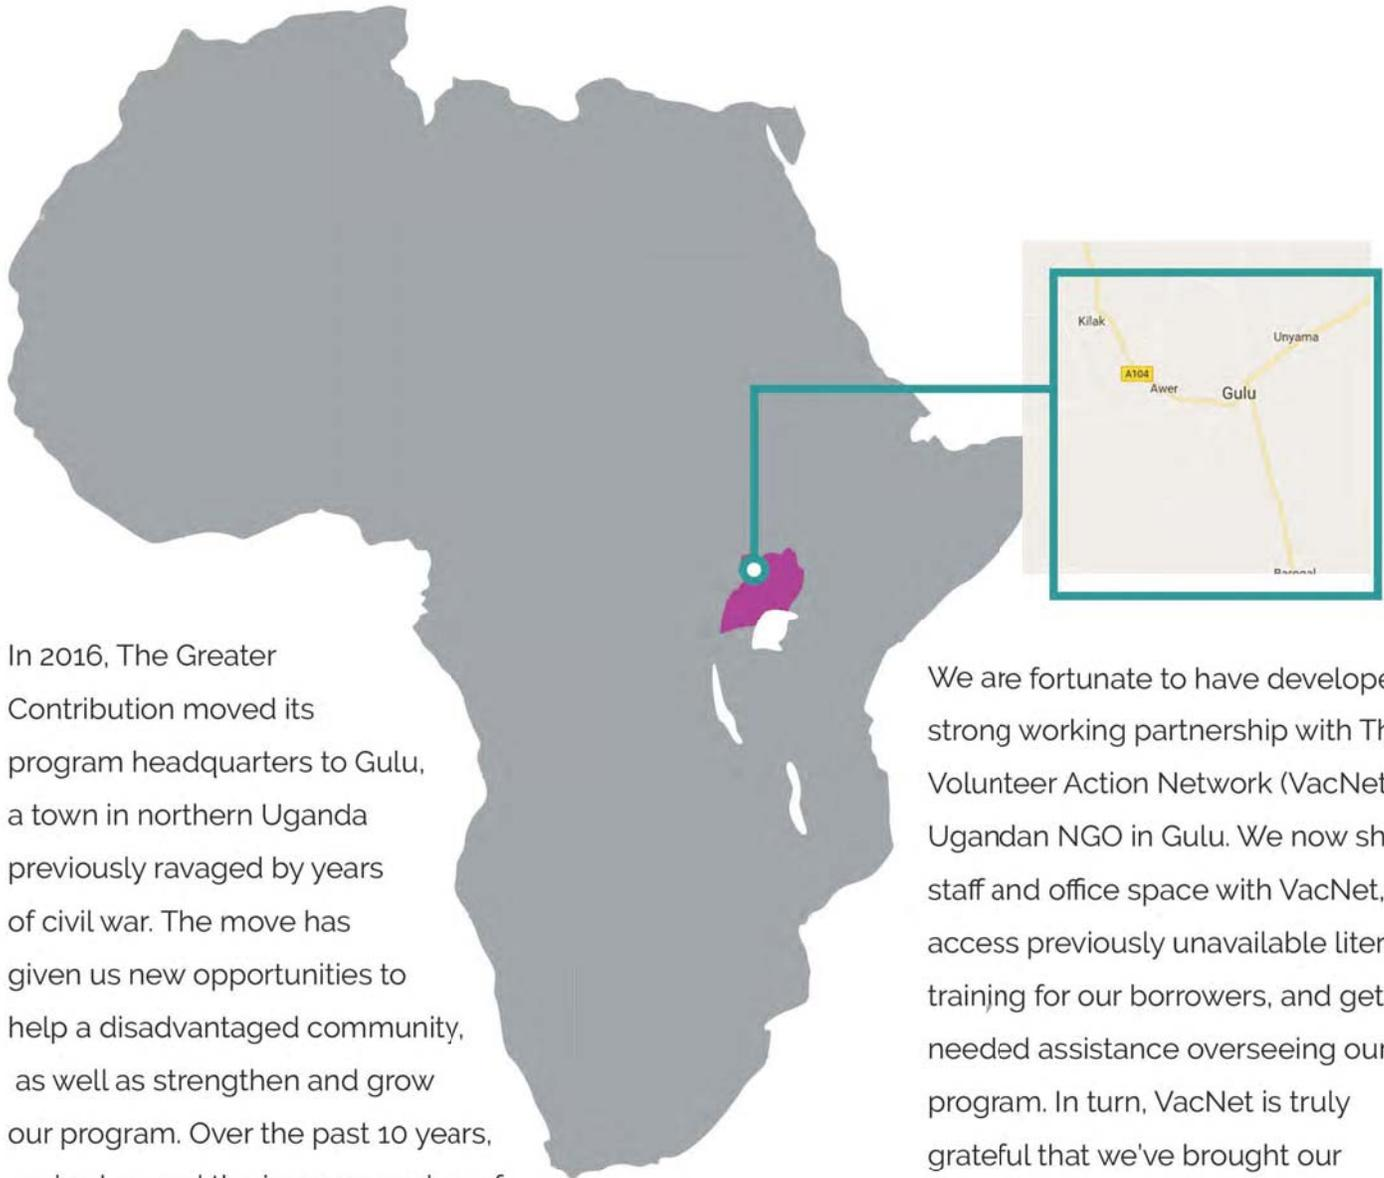 Kilak
Unyama
A104
Awer
Gulu
In 2016, The Greater
Contribution moved its
program headquarters to Gulu,
a town in northern Uganda
previously ravaged by years
of civil war. The move has
given us new opportunities to
help a disadvantaged community,
as well as strengthen and grow
our program. Over the past 10 years,
We are fortunate to have develope
strong working partnership with Th
Volunteer Action Network (VacNet
Ugandan NGO in Gulu. We now sh
staff and office space with VacNet,
access previously unavailable liter
training for our borrowers, and get
needed assistance overseeing our
program. In turn, VacNet is truly
grateful that we've brought our